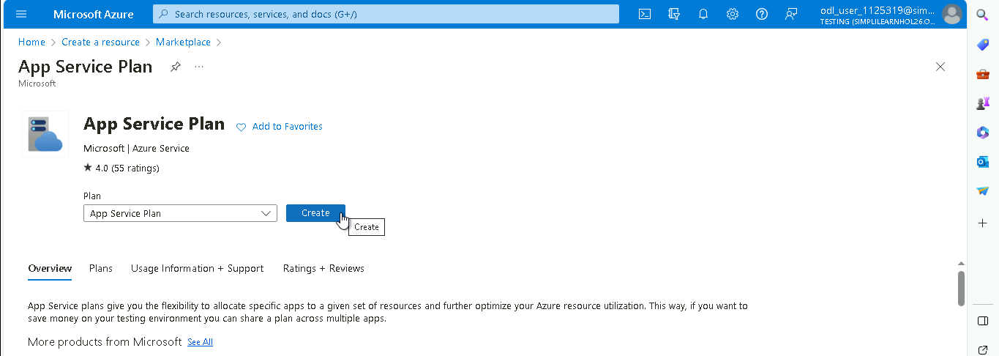 Microsoft Azure
Search resources, services, and docs (G+/)
odl_user_1125319@sim...
TESTING (SIMPLILEARNHOL26.O...
Home > Create a resource > Marketplace >
App Service Plan
Microsoft
App Service Plan
Add to Favorites
Microsoft | Azure Service
★ 4.0 (55 ratings)
Plan
App Service Plan
Create
Create
Overview Plans Usage Information + Support Ratings + Reviews
App Service plans give you the flexibility to allocate specific apps to a given set of resources and further optimize your Azure resource utilization. This way, if you want to
save money on your testing environment you can share a plan across multiple apps.
More products from Microsoft See All